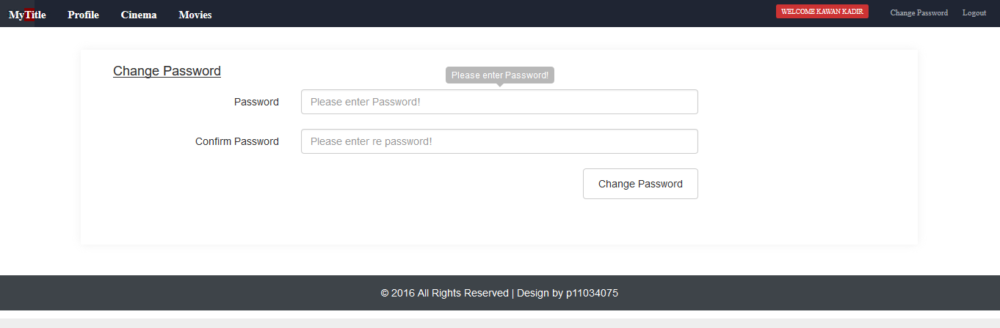 MyTitle Profile Cinema Movies WELCOME KAWAN KADIR Change Password Logout
Change Password
Please enter Password!
Password Please enter Password!
Confirm Password Please enter re password!
Change Password
© 2016 All Rights Reserved | Design by p11034075